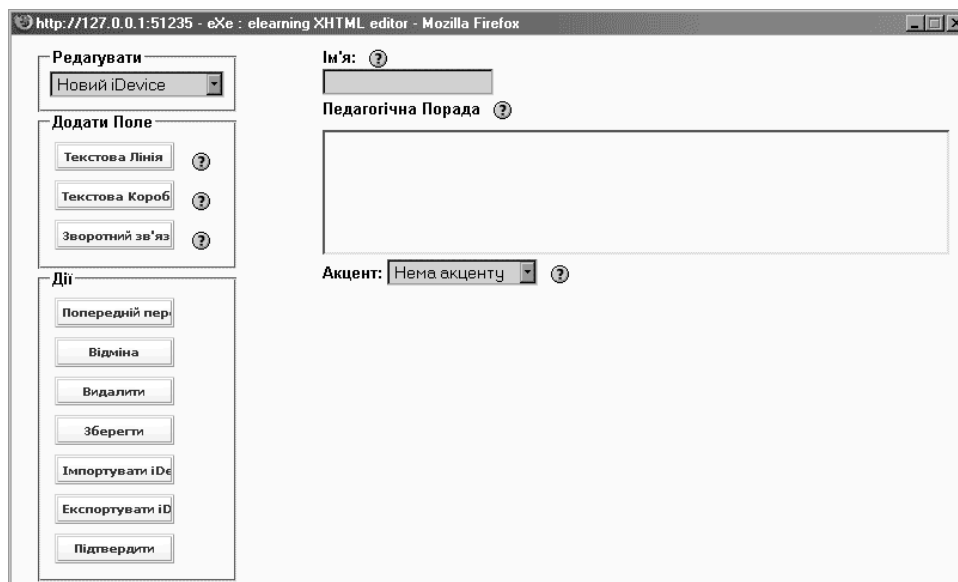 http://127.0.0.1:51235 - eXe : elearning XHTML editor - Mozilla Firefox
Редагувати
Новий iDevice
Додати Поле
Текстова Лінія
?
Текстова Короб
?
Зворотний зв'яз
?
Дії
Попередній пер
Відміна
Видалити
Зберегти
Імпортувати iDe
Експортувати iD
Підтвердити
Ім'я: ?
Педагогічна Порада ?
Акцент: Нема акценту ?